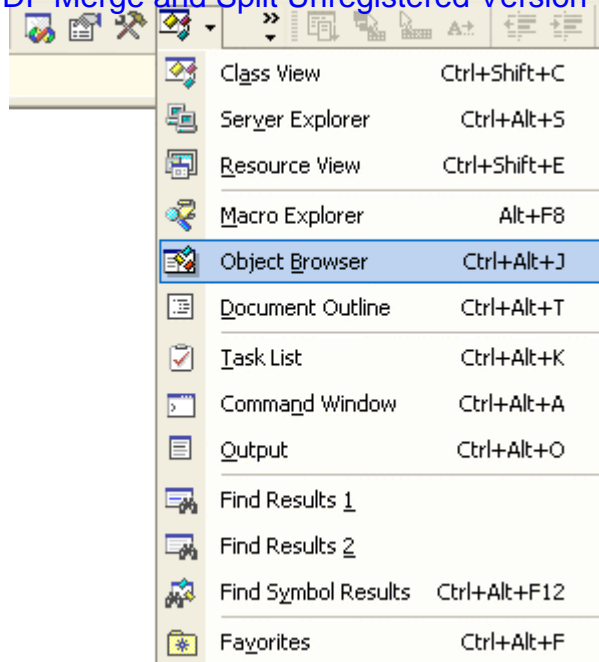 DF Merge and Split Unregistered Version
Class View Ctrl+Shift+C
Server Explorer Ctrl+Alt+S
Resource View Ctrl+Shift+E
Macro Explorer Alt+F8
Object Browser Ctrl+Alt+J
Document Outline Ctrl+Alt+T
Task List Ctrl+Alt+K
Command Window Ctrl+Alt+A
Output Ctrl+Alt+O
Find Results 1
Find Results 2
Find Symbol Results Ctrl+Alt+F12
Favorites Ctrl+Alt+F